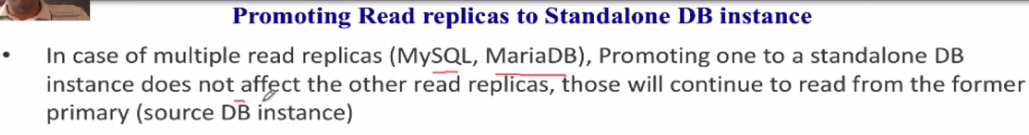 Promoting Read replicas to Standalone DB instance
• In case of multiple read replicas (MySQL, MariaDB), Promoting one to a standalone DB
instance does not affect the other read replicas, those will continue to read from the former
primary (source DB instance)